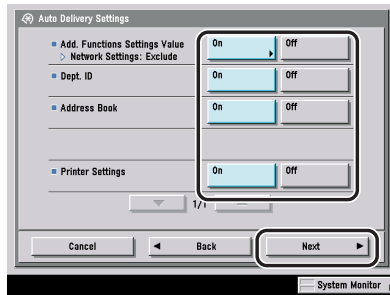 Auto Delivery Settings
Add. Functions Settings Value On Off
Network Settings: Exclude
Dept. ID On Off
Address Book On Off
Printer Settings On Off
1/1
Cancel Back Next
System Monitor